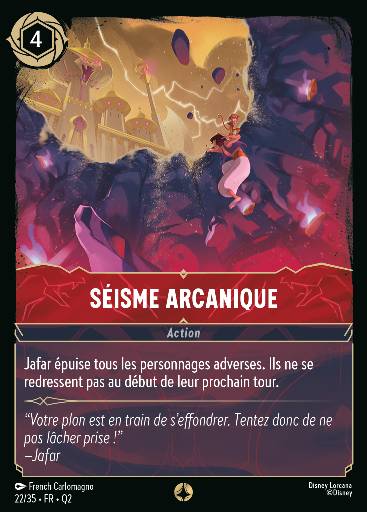 4
SÉISME ARCANIQUE
Action
Jafar épuise tous les personnages adverses. Ils ne se
redressent pas au début de leur prochain tour.
“Votre plan est en train de s’effondrer. Tentez donc de ne
pas lâcher prise !”
–Jafar
French Carlomagno
22/35 • FR • Q2
Disney Lorcana
©Disney